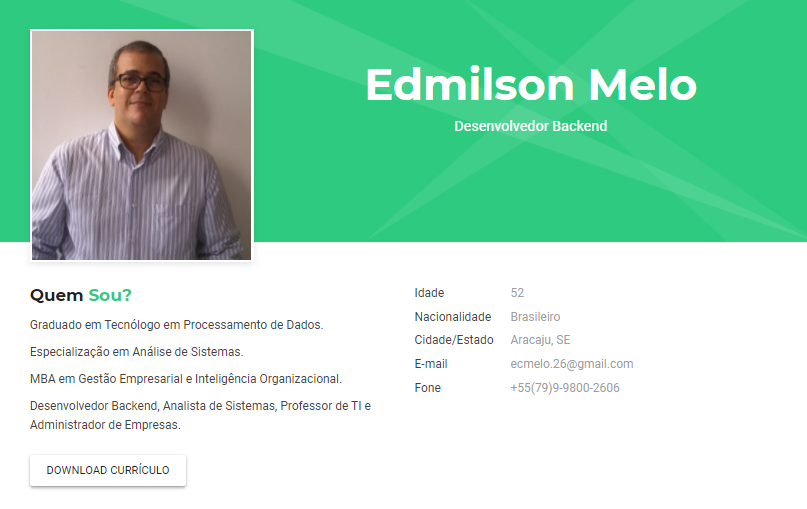 Edmilson Melo
Desenvolvedor Backend
Quem Sou?
Graduado em Tecnólogo em Processamento de Dados.
Especialização em Análise de Sistemas.
MBA em Gestão Empresarial e Inteligência Organizacional.
Desenvolvedor Backend, Analista de Sistemas, Professor de TI e
Administrador de Empresas.
DOWNLOAD CURRÍCULO
Idade 52
Nacionalidade Brasileiro
Cidade/Estado Aracaju, SE
E-mail ecmelo.26@gmail.com
Fone +55(79)9-9800-2606